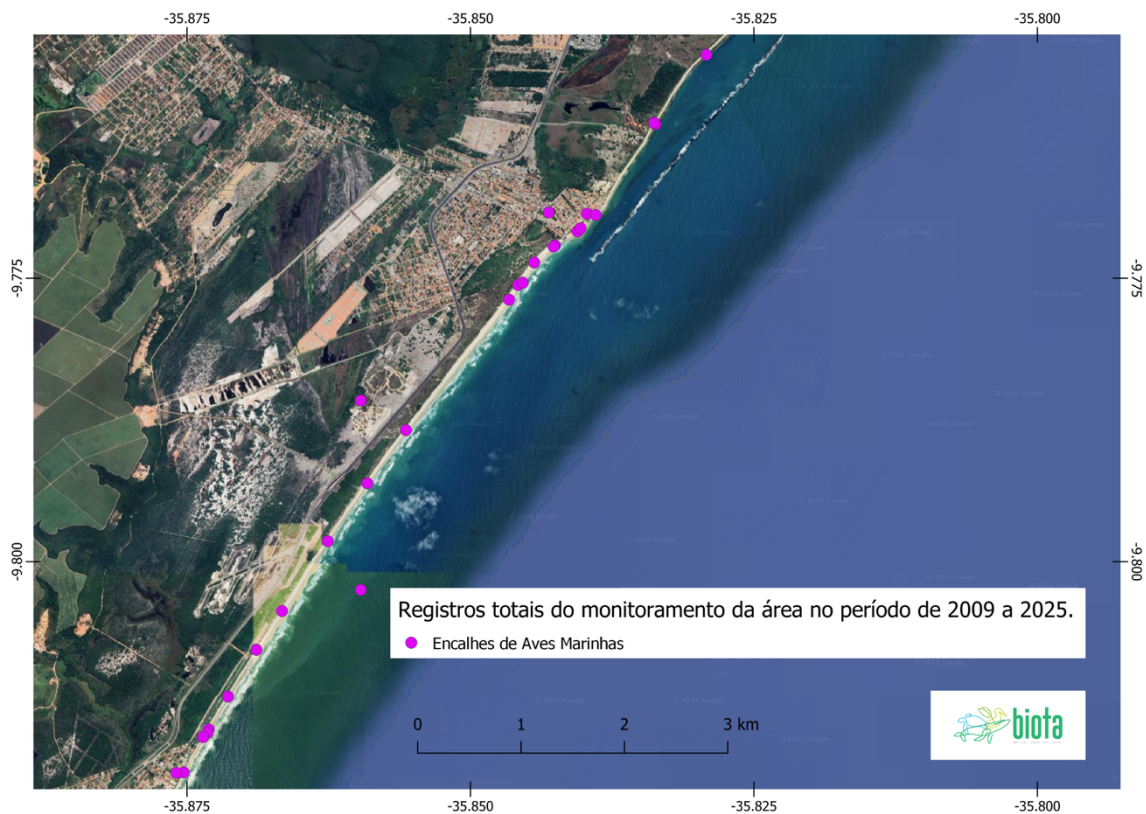 -35.875 -35.850 -35.825 -35.800
-9.775 -9.775
-9.800 -9.800
Registros totais do monitoramento da área no período de 2009 a 2025.
Encalhes de Aves Marinhas
0 1 2 3 km
biota
-35.875 -35.850 -35.825 -35.800